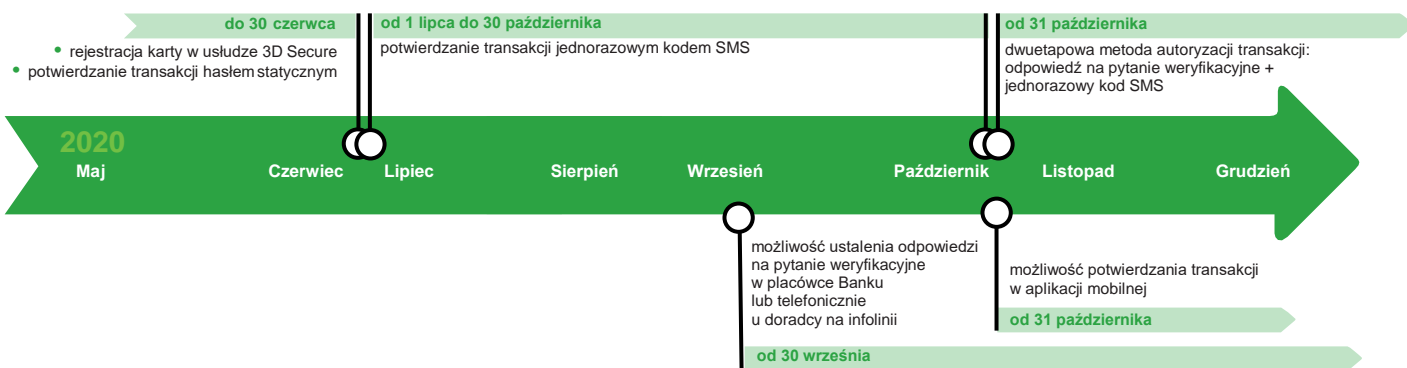 do 30 czerwca
• rejestracja karty w usłudze 3D Secure
• potwierdzanie transakcji hasłem statycznym
od 1 lipca do 30 października
potwierdzanie transakcji jednorazowym kodem SMS
od 31 października
dwuetapowa metoda autoryzacji transakcji:
odpowiedź na pytanie weryfikacyjne +
jednorazowy kod SMS
2020
Maj Czerwiec Lipiec Sierpień Wrzesień Październik Listopad Grudzień
możliwość ustalenia odpowiedzi
na pytanie weryfikacyjne
w placówce Banku
lub telefonicznie
u doradcy na infolinii
od 30 września
możliwość potwierdzania transakcji
w aplikacji mobilnej
od 31 października